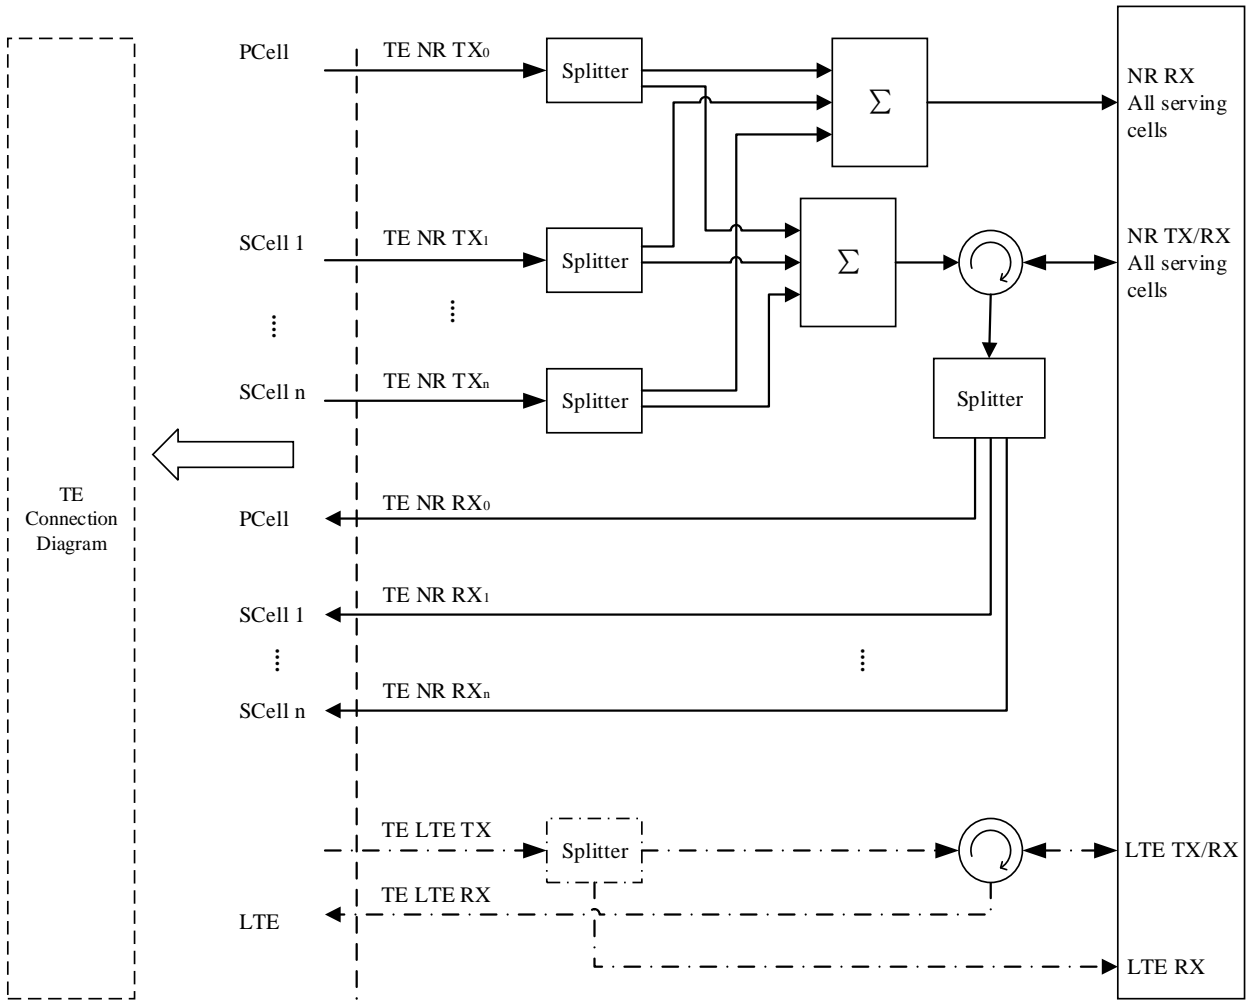 PCell
TE NR TX0
Splitter
Σ
NR RX
All serving
cells
SCell 1
TE NR TX1
Splitter
Σ
NR TX/RX
All serving
cells
SCell n
TE NR TXn
Splitter
Splitter
TE
Connection
Diagram
PCell
TE NR RX0
SCell 1
TE NR RX1
SCell n
TE NR RXn
TE LTE TX
Splitter
LTE TX/RX
TE LTE RX
LTE
LTE RX